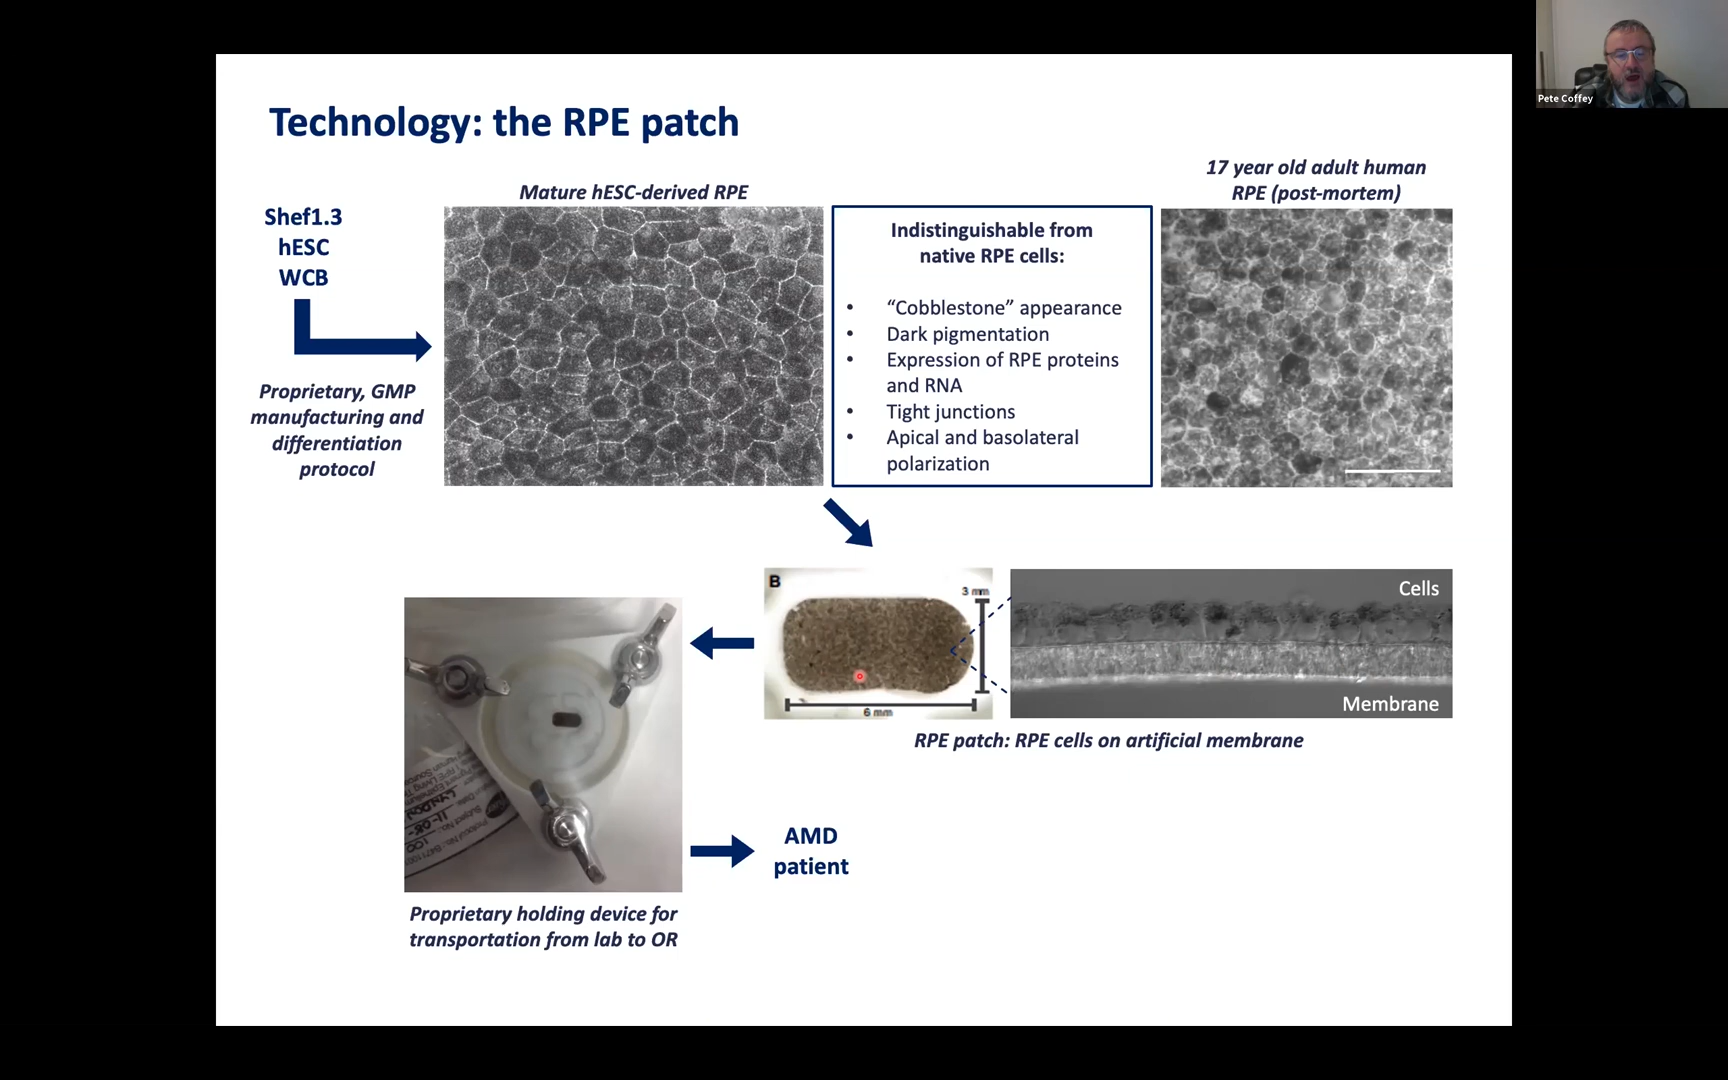 Technology: the RPE patch
Pete Coffey
Shef1.3
hESC
WCB
Proprietary, GMP
manufacturing and
differentiation
protocol
Mature hESC-derived RPE
Indistinguishable from
native RPE cells:
• “Cobblestone” appearance
• Dark pigmentation
• Expression of RPE proteins
and RNA
• Tight junctions
• Apical and basolateral
polarization
17 year old adult human
RPE (post-mortem)
B
3 mm
6 mm
Cells
Membrane
RPE patch: RPE cells on artificial membrane
Proprietary holding device for
transportation from lab to OR
AMD
patient